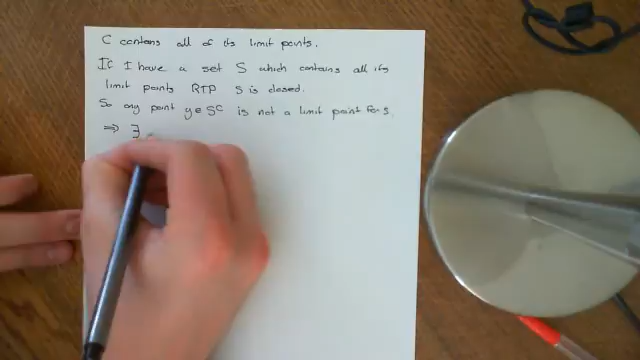 C contains all of its limit points.
If I have a set S which contains all its
limit points RTP S is closed.
So any point y ∈ Sᶜ is not a limit point for S.
⇒ ∃